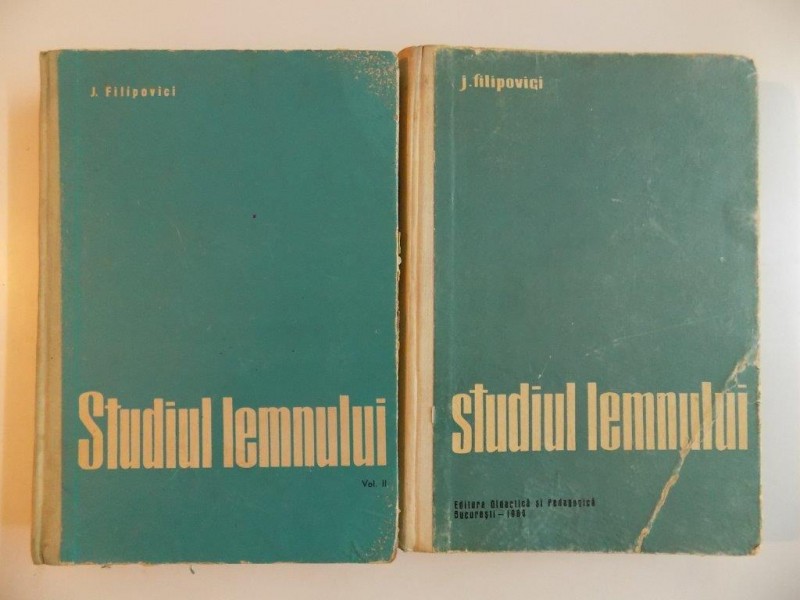 J. Filipovici
Studiul lemnului
Vol. II
j. filipovici
studiul lemnului
Editura Didactică și Pedagogică
București – 1964